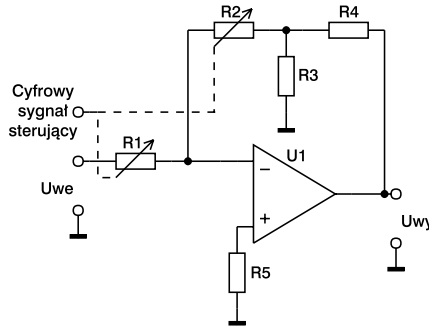 R2
R4
R3
Cyfrowy
sygnał
sterujący
R1
U1
Uwe
−
+
Uwy
R5